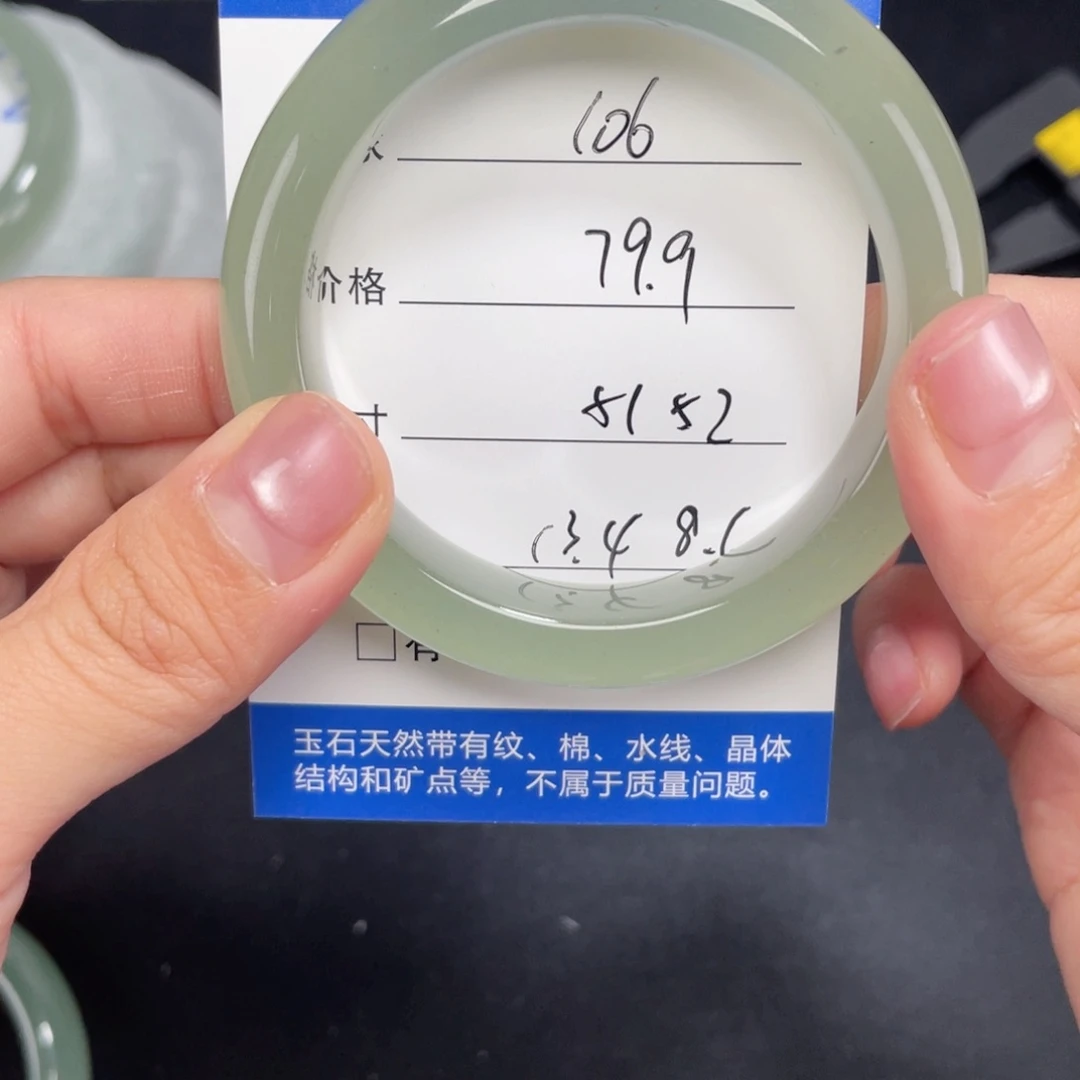 106
价格 79.9
寸 51 52
13.4 8.6
玉石天然带有纹、棉、水线、晶体
结构和矿点等，不属于质量问题。